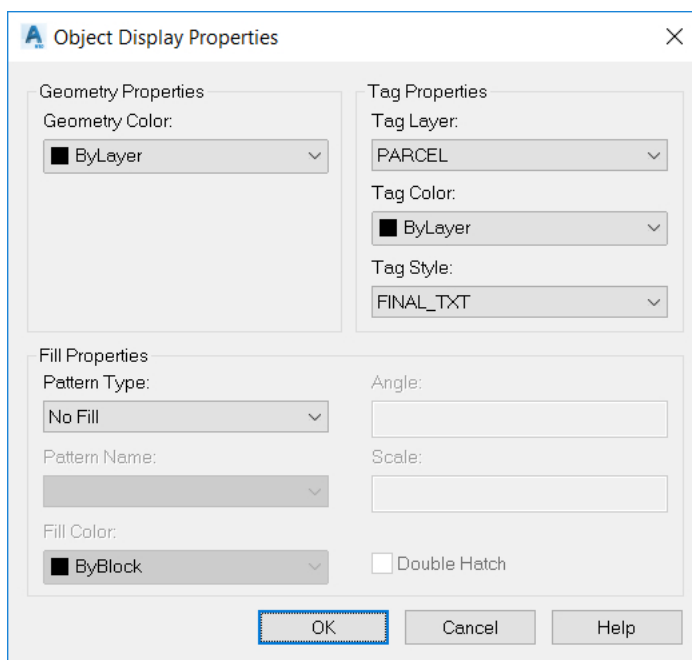 Object Display Properties
Geometry Properties
Geometry Color:
ByLayer
Tag Properties
Tag Layer:
PARCEL
Tag Color:
ByLayer
Tag Style:
FINAL_TXT
Fill Properties
Pattern Type:
No Fill
Pattern Name:
Fill Color:
ByBlock
Angle:
Scale:
Double Hatch
OK
Cancel
Help